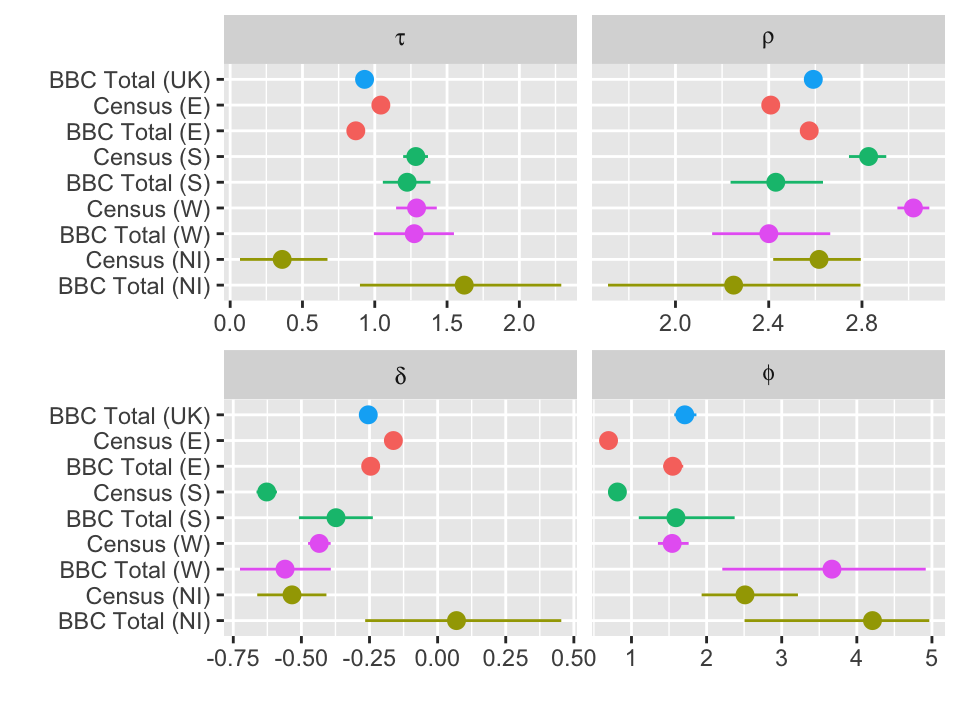 τ ρ
BBC Total (UK)
Census (E)
BBC Total (E)
Census (S)
BBC Total (S)
Census (W)
BBC Total (W)
Census (NI)
BBC Total (NI)
0.0 0.5 1.0 1.5 2.0 2.0 2.4 2.8
δ ϕ
BBC Total (UK)
Census (E)
BBC Total (E)
Census (S)
BBC Total (S)
Census (W)
BBC Total (W)
Census (NI)
BBC Total (NI)
-0.75 -0.50 -0.25 0.00 0.25 0.50 1 2 3 4 5